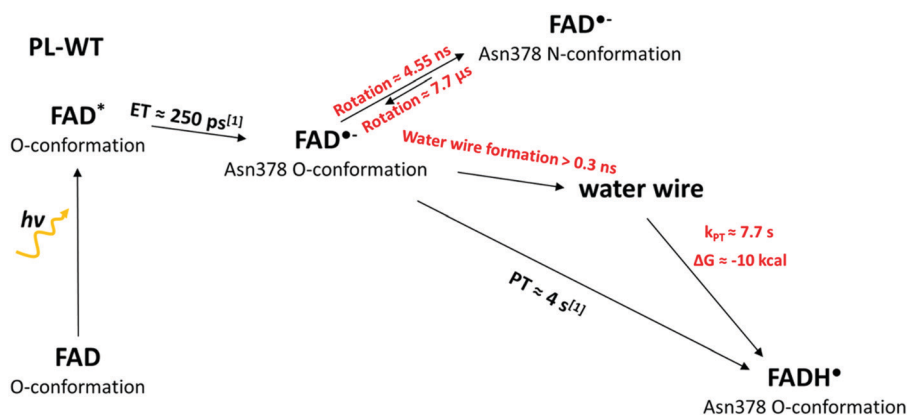 PL-WT
FAD•-
Asn378 N-conformation
Rotation ≈ 4.55 ns
Rotation ≈ 7.7 µs
FAD*
O-conformation
ET ≈ 250 ps[1]
FAD•-
Asn378 O-conformation
Water wire formation > 0.3 ns
water wire
hν
kPT ≈ 7.7 s
ΔG ≈ -10 kcal
PT ≈ 4 s[1]
FAD
O-conformation
FADH•
Asn378 O-conformation